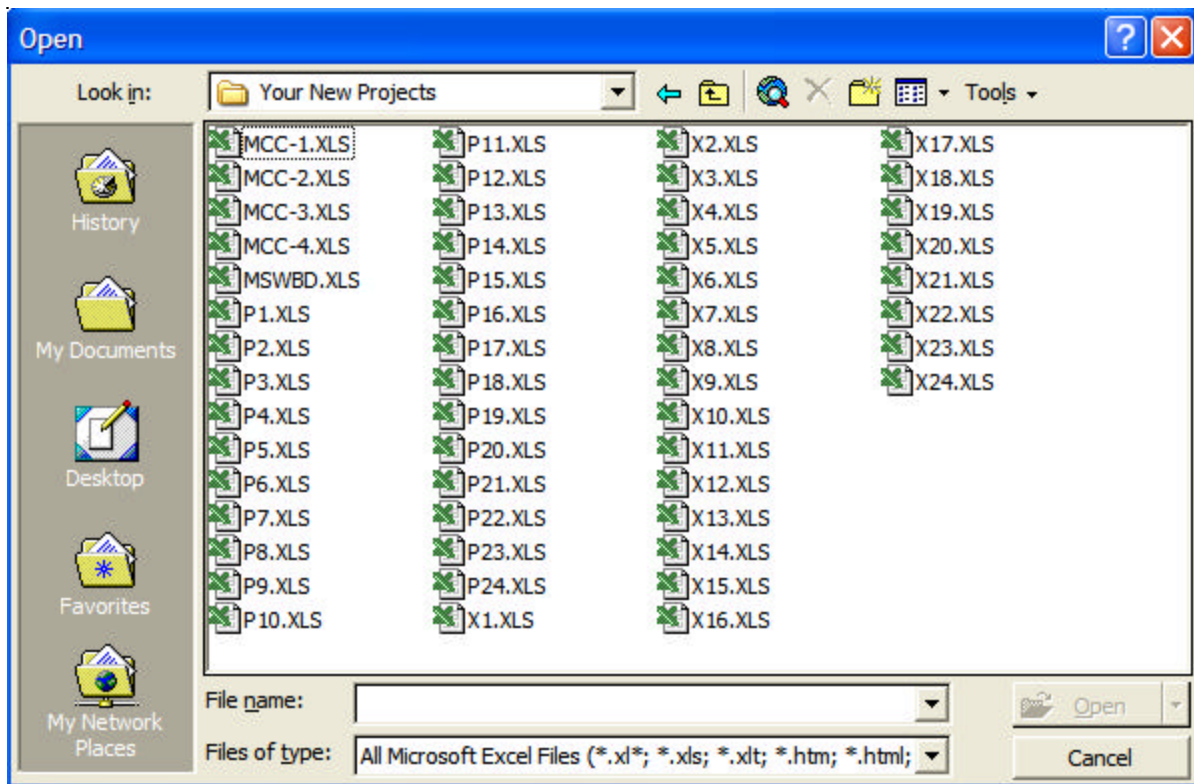 Open
Look in:
Your New Projects
Tools
History
My Documents
Desktop
Favorites
My Network
Places
MCC-1.XLS
MCC-2.XLS
MCC-3.XLS
MCC-4.XLS
MSWBD.XLS
P1.XLS
P2.XLS
P3.XLS
P4.XLS
P5.XLS
P6.XLS
P7.XLS
P8.XLS
P9.XLS
P10.XLS
P11.XLS
P12.XLS
P13.XLS
P14.XLS
P15.XLS
P16.XLS
P17.XLS
P18.XLS
P19.XLS
P20.XLS
P21.XLS
P22.XLS
P23.XLS
P24.XLS
X1.XLS
X2.XLS
X3.XLS
X4.XLS
X5.XLS
X6.XLS
X7.XLS
X8.XLS
X9.XLS
X10.XLS
X11.XLS
X12.XLS
X13.XLS
X14.XLS
X15.XLS
X16.XLS
X17.XLS
X18.XLS
X19.XLS
X20.XLS
X21.XLS
X22.XLS
X23.XLS
X24.XLS
File name:
Open
Files of type:
All Microsoft Excel Files (*.xl*; *.xls; *.xlt; *.htm; *.html;
Cancel